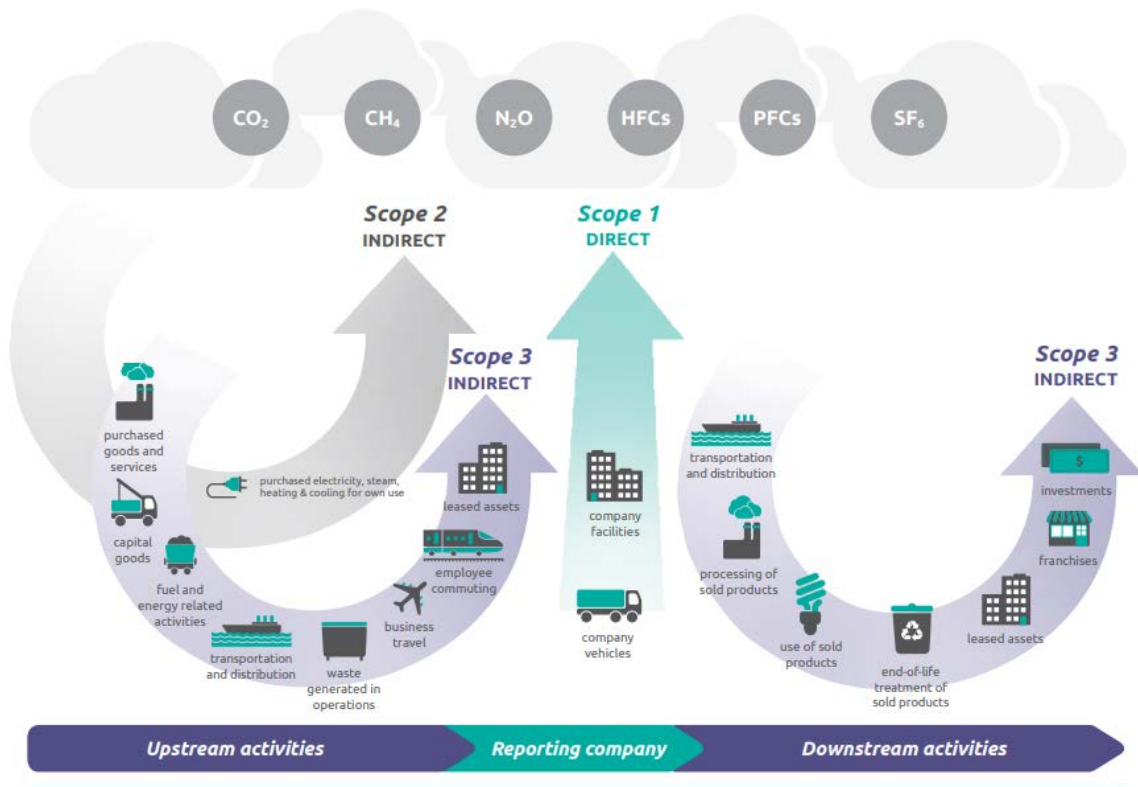 CO₂
CH₄
N₂O
HFCs
PFCs
SF₆
Scope 2
INDIRECT
Scope 1
DIRECT
Scope 3
INDIRECT
Scope 3
INDIRECT
purchased
goods and
services
capital
goods
fuel and
energy related
activities
transportation
and distribution
waste
generated in
operations
business
travel
employee
commuting
leased assets
purchased electricity, steam,
heating & cooling for own use
company
facilities
company
vehicles
transportation
and distribution
processing of
sold products
use of sold
products
end-of-life
treatment of
sold products
leased assets
franchises
$
investments
Upstream activities
Reporting company
Downstream activities